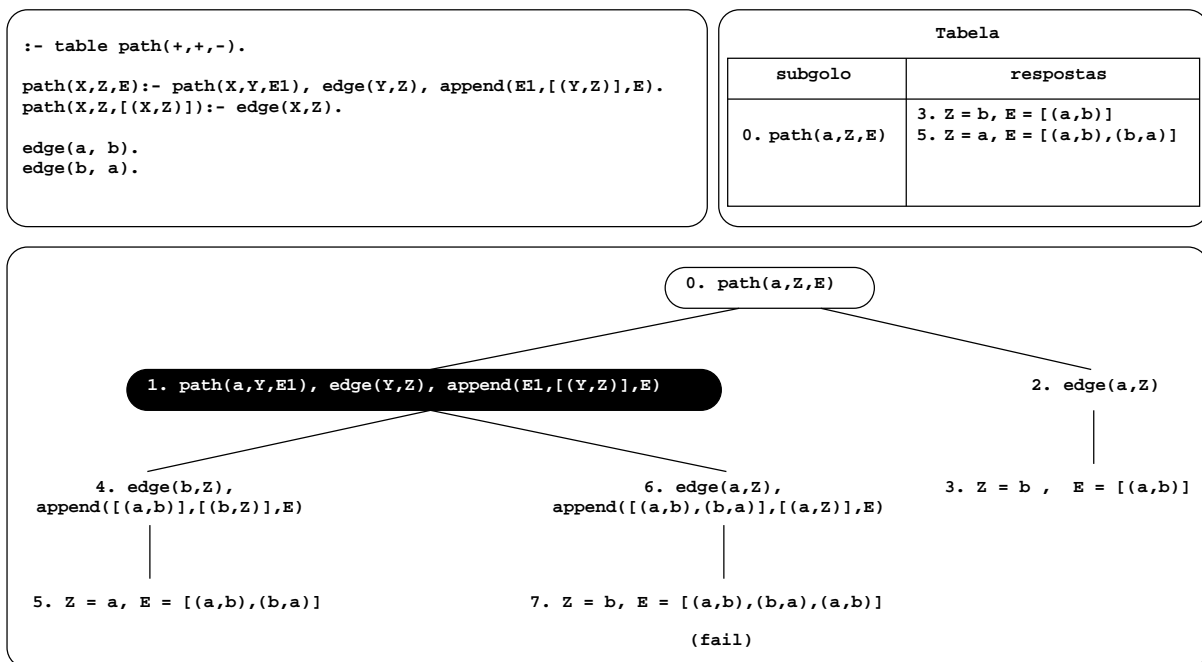 :- table path(+,+,-).
path(X,Z,E):- path(X,Y,E1), edge(Y,Z), append(E1,[(Y,Z)],E).
path(X,Z,[(X,Z)]):- edge(X,Z).
edge(a, b).
edge(b, a).
Tabela
subgolo respostas
0. path(a,Z,E)
3. Z = b, E = [(a,b)]
5. Z = a, E = [(a,b),(b,a)]
0. path(a,Z,E)
1. path(a,Y,E1), edge(Y,Z), append(E1,[(Y,Z)],E)
2. edge(a,Z)
4. edge(b,Z),
append([(a,b)],[(b,Z)],E)
6. edge(a,Z),
append([(a,b),(b,a)],[(a,Z)],E)
3. Z = b , E = [(a,b)]
5. Z = a, E = [(a,b),(b,a)]
7. Z = b, E = [(a,b),(b,a),(a,b)]
(fail)